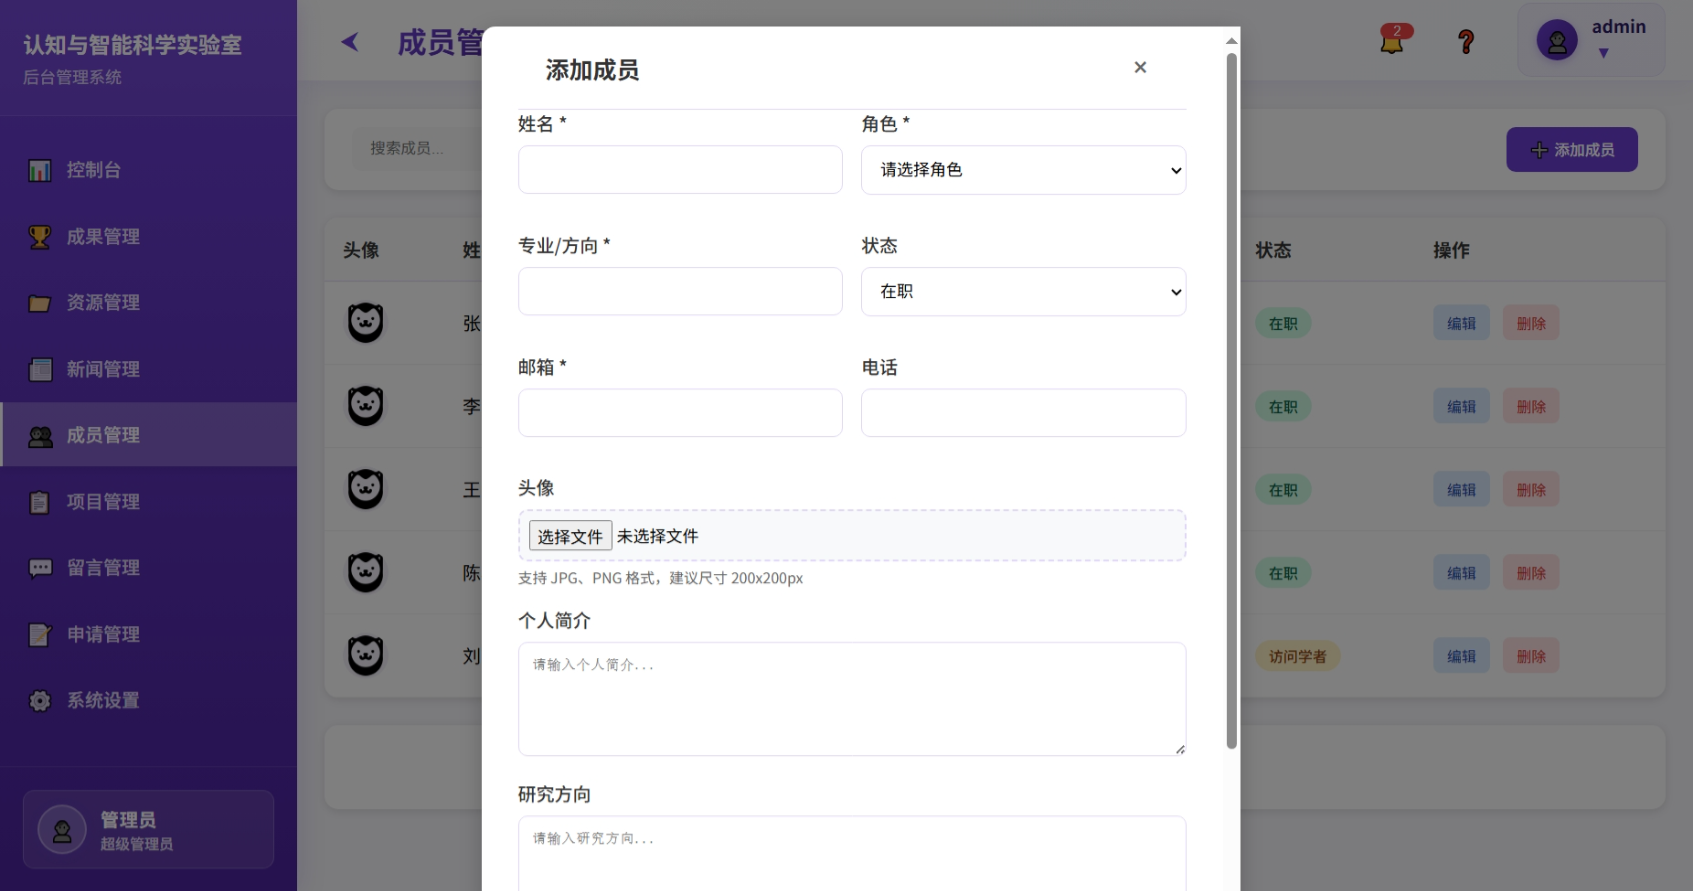 认知与智能科学实验室
后台管理系统
控制台
成果管理
资源管理
新闻管理
成员管理
项目管理
留言管理
申请管理
系统设置
管理员
超级管理员
成员管
2
admin
搜索成员...
添加成员
头像
姓
状态
操作
张
在职
编辑
删除
李
在职
编辑
删除
王
在职
编辑
删除
陈
在职
编辑
删除
刘
访问学者
编辑
删除
添加成员
×
姓名 *
角色 *
请选择角色
专业/方向 *
状态
在职
邮箱 *
电话
头像
选择文件 未选择文件
支持 JPG、PNG 格式，建议尺寸 200x200px
个人简介
请输入个人简介...
研究方向
请输入研究方向...